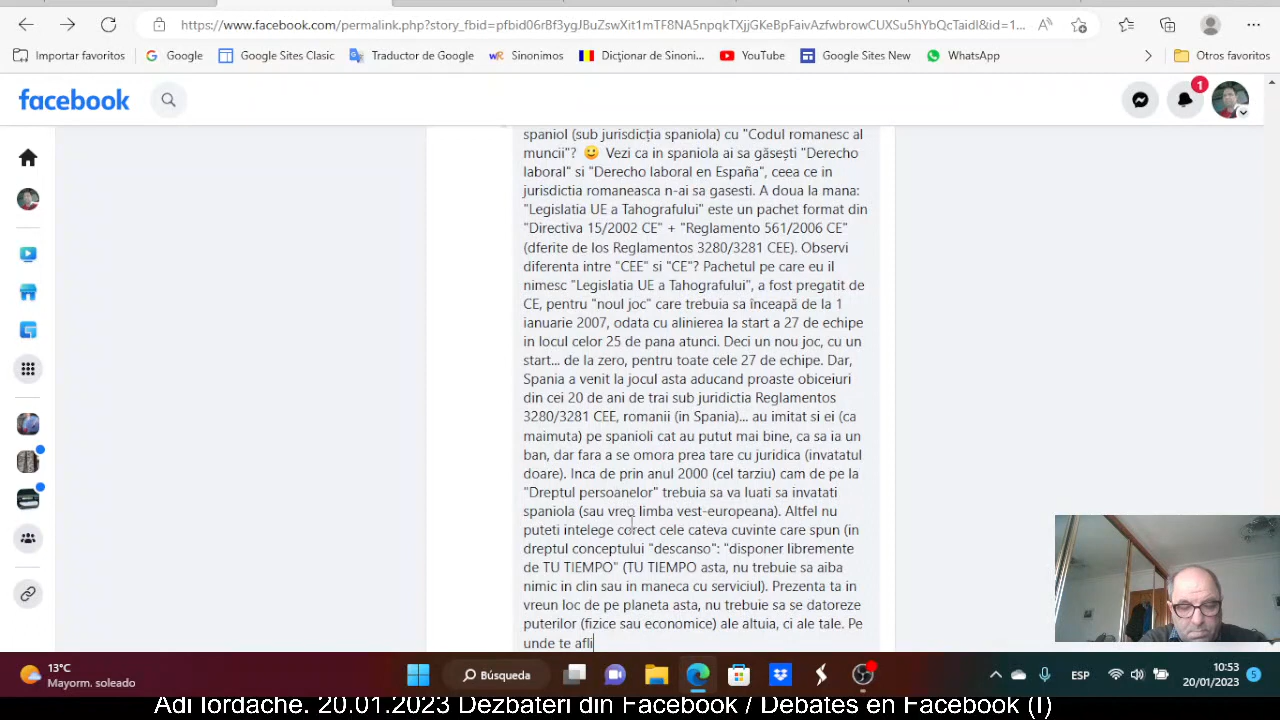 https://www.facebook.com/permalink.php?story_fbid=pfbid06rBf3ygJBuZswXit1mTF8NA5npqkTXjjGKeBpFaivAzfwbrowCUXSu5hYbQcTaidI&id=1...
Importar favoritos Google Google Sites Clasic Traductor de Google Sinonimos Dicţionar de Sinoni... YouTube Google Sites New WhatsApp Otros favoritos
facebook 1
spaniol (sub jurisdicția spaniola) cu "Codul romanesc al
muncii"? 🙂 Vezi ca in spaniola ai sa găsești "Derecho
laboral" si "Derecho laboral en España", ceea ce in
jurisdictia romaneasca n-ai sa gasesti. A doua la mana:
"Legislatia UE a Tahografului" este un pachet format din
"Directiva 15/2002 CE" + "Reglamento 561/2006 CE"
(dferite de los Reglamentos 3280/3281 CEE). Observi
diferenta intre "CEE" si "CE"? Pachetul pe care eu il
nimesc "Legislatia UE a Tahografului", a fost pregatit de
CE, pentru "noul joc" care trebuia sa înceapă de la 1
ianuarie 2007, odata cu alinierea la start a 27 de echipe
in locul celor 25 de pana atunci. Deci un nou joc, cu un
start... de la zero, pentru toate cele 27 de echipe. Dar,
Spania a venit la jocul asta aducand proaste obiceiuri
din cei 20 de ani de trai sub juridictia Reglamentos
3280/3281 CEE, romanii (in Spania)... au imitat si ei (ca
maimuta) pe spanioli cat au putut mai bine, ca sa ia un
ban, dar fara a se omora prea tare cu juridica (invatatul
doare). Inca de prin anul 2000 (cel tarziu) cam de pe la
"Dreptul persoanelor" trebuia sa va luati sa invatati
spaniola (sau vreo limba vest-europeana). Altfel nu
puteti intelege corect cele cateva cuvinte care spun (in
dreptul conceptului "descanso": "disponer libremente
de TU TIEMPO" (TU TIEMPO asta, nu trebuie sa aiba
nimic in clin sau in maneca cu serviciul). Prezenta ta in
vreun loc de pe planeta asta, nu trebuie sa se datoreze
puterilor (fizice sau economice) ale altuia, ci ale tale. Pe
unde te afli
13°C
Mayorm. soleado
Búsqueda
ESP
10:53
20/01/2023
5
Adi Iordache. 20.01.2023 Dezbateri din Facebook / Debates en Facebook (I)